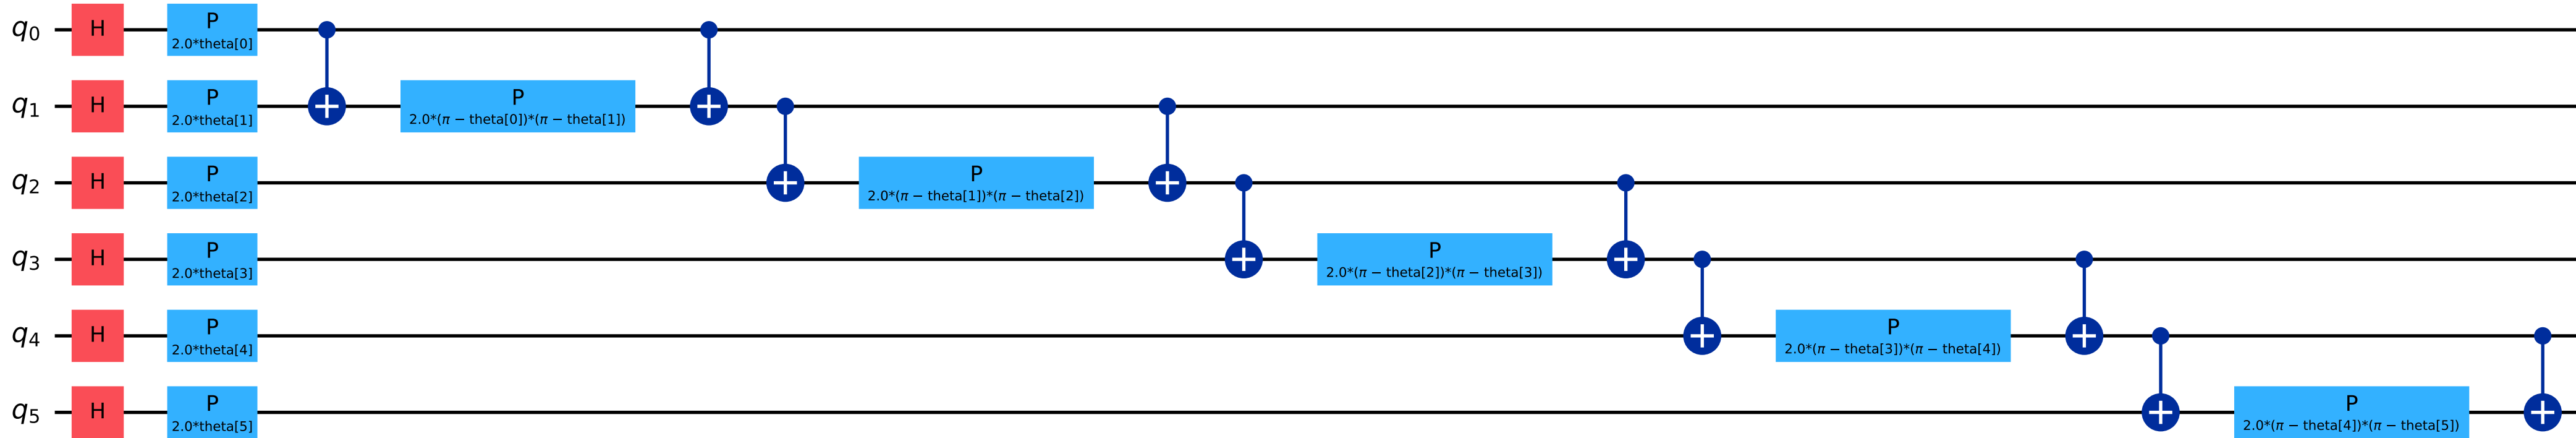 q0 H P
2.0*theta[0]
q1 H P P
2.0*theta[1] 2.0*(π − theta[0])*(π − theta[1])
q2 H P P
2.0*theta[2] 2.0*(π − theta[1])*(π − theta[2])
q3 H P P
2.0*theta[3] 2.0*(π − theta[2])*(π − theta[3])
q4 H P P
2.0*theta[4] 2.0*(π − theta[3])*(π − theta[4])
q5 H P P
2.0*theta[5] 2.0*(π − theta[4])*(π − theta[5])